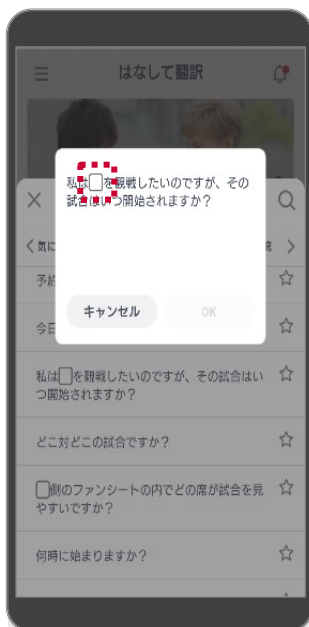 はなして翻訳
私は□を観戦したいのですが、その
試合はいつ開始されますか？
キャンセル
OK
今日
私は□を観戦したいのですが、その試合はい
つ開始されますか？
どこ対どこの試合ですか？
□側のファンシートの内でどの席が試合を見
やすいですか？
何時に始まりますか？